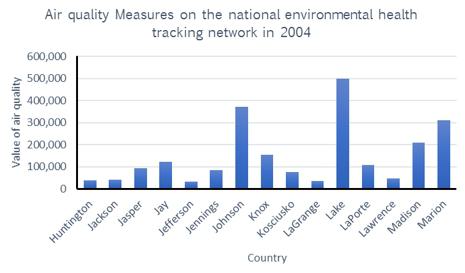 Air quality Measures on the national environmental health
tracking network in 2004
600,000
500,000
400,000
300,000
200,000
100,000
0
Value of air quality
Huntington
Jackson
Jasper
Jay
Jefferson
Jennings
Johnson
Knox
Kosciusko
LaGrange
Lake
LaPorte
Lawrence
Madison
Marion
Country